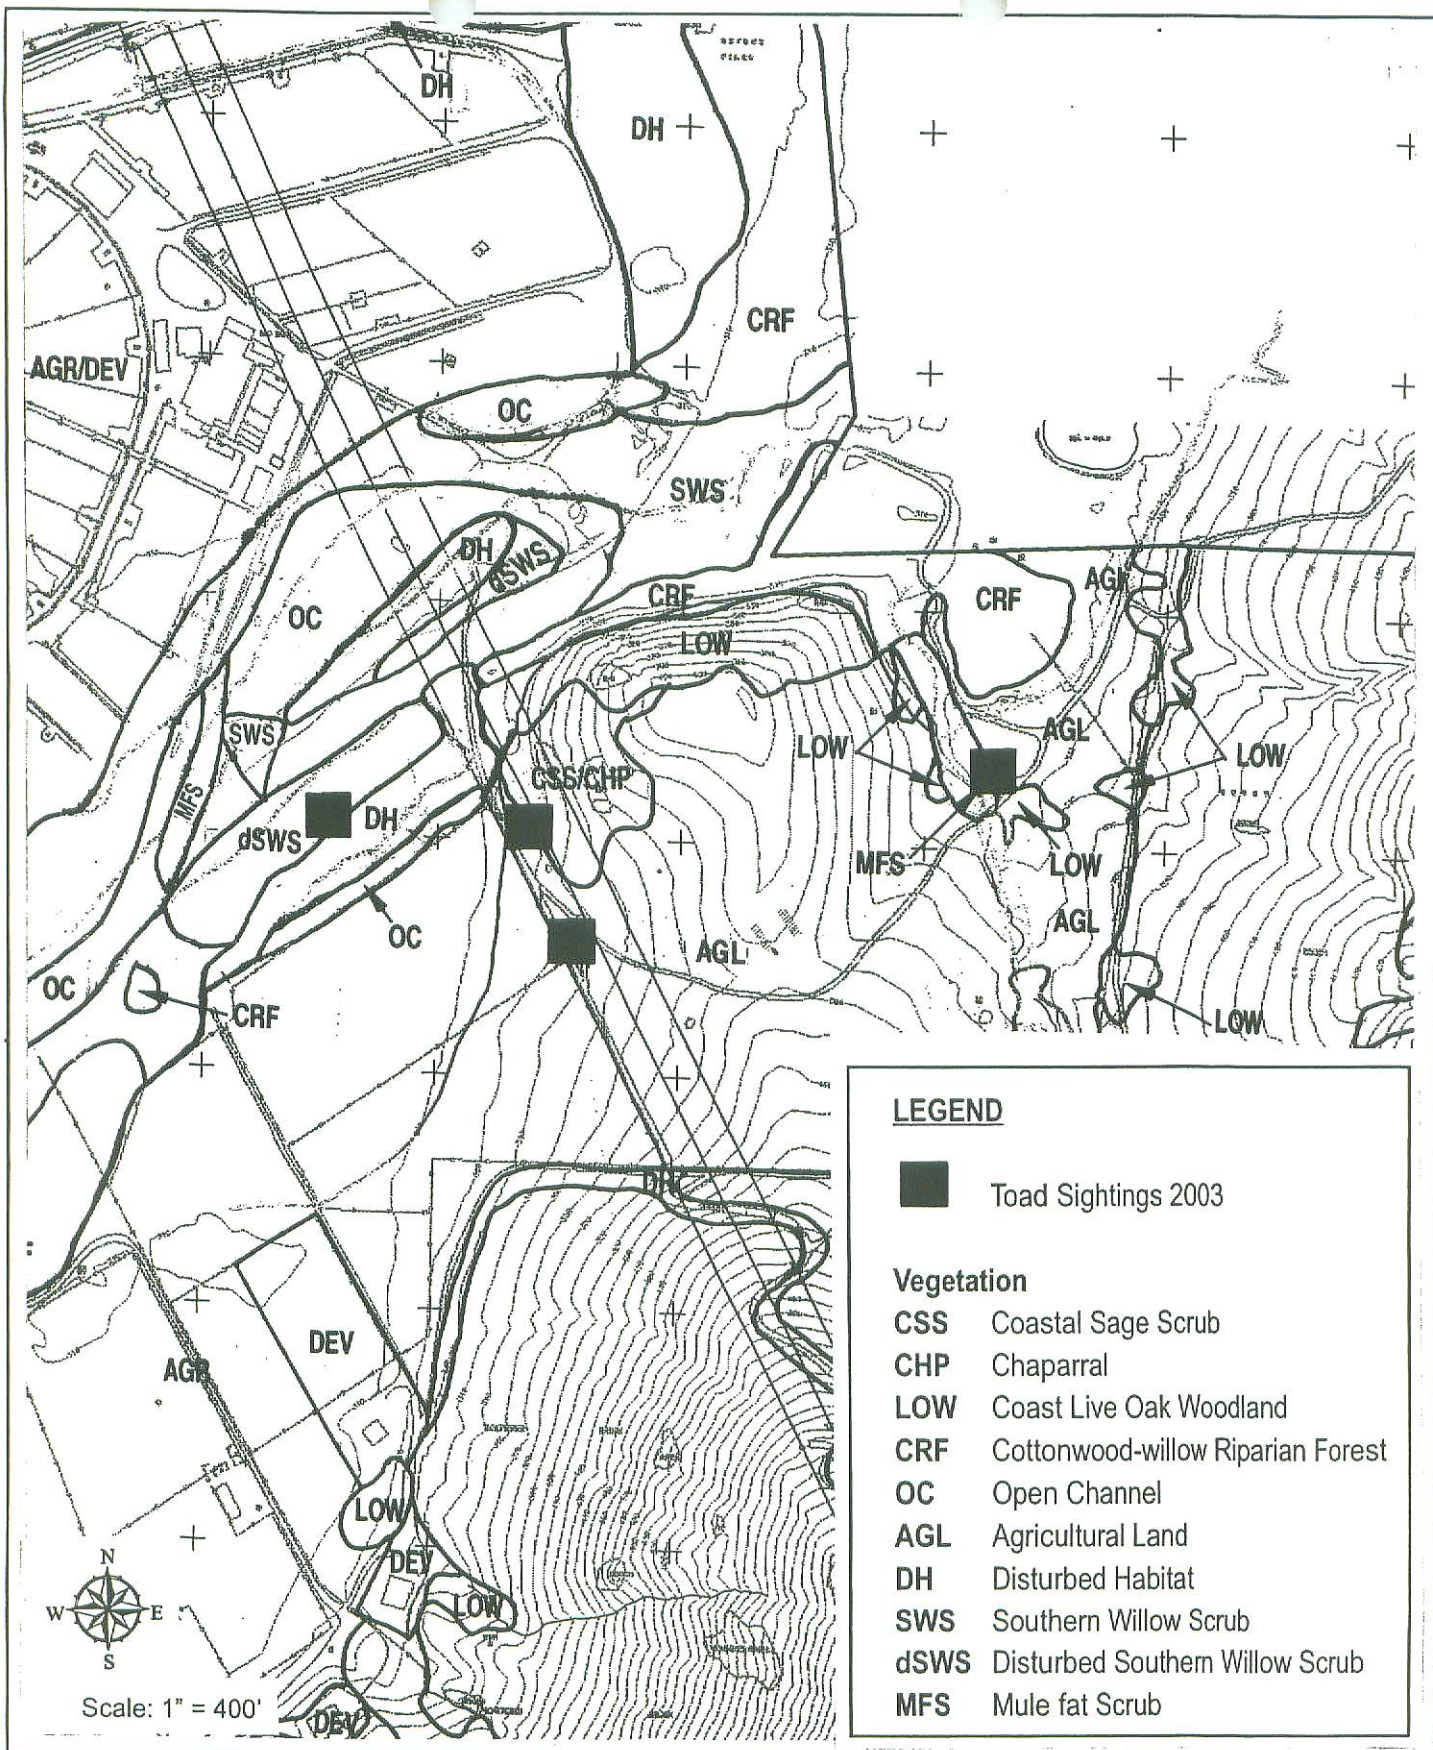 DH
DH
CRF
AGR/DEV
OC
SWS
DH
dSWS
OC
CRF
CRF
AGL
LOW
SWS
LOW
AGL
LOW
CSS/CHP
MFS
DH
dSWS
MFS
LOW
OC
AGL
AGL
OC
CRF
LOW
DH
DEV
AGR
LOW
DEV
LOW
DEV
N
W E
S
Scale: 1" = 400'
LEGEND
Toad Sightings 2003
Vegetation
CSS Coastal Sage Scrub
CHP Chaparral
LOW Coast Live Oak Woodland
CRF Cottonwood-willow Riparian Forest
OC Open Channel
AGL Agricultural Land
DH Disturbed Habitat
SWS Southern Willow Scrub
dSWS Disturbed Southern Willow Scrub
MFS Mule fat Scrub